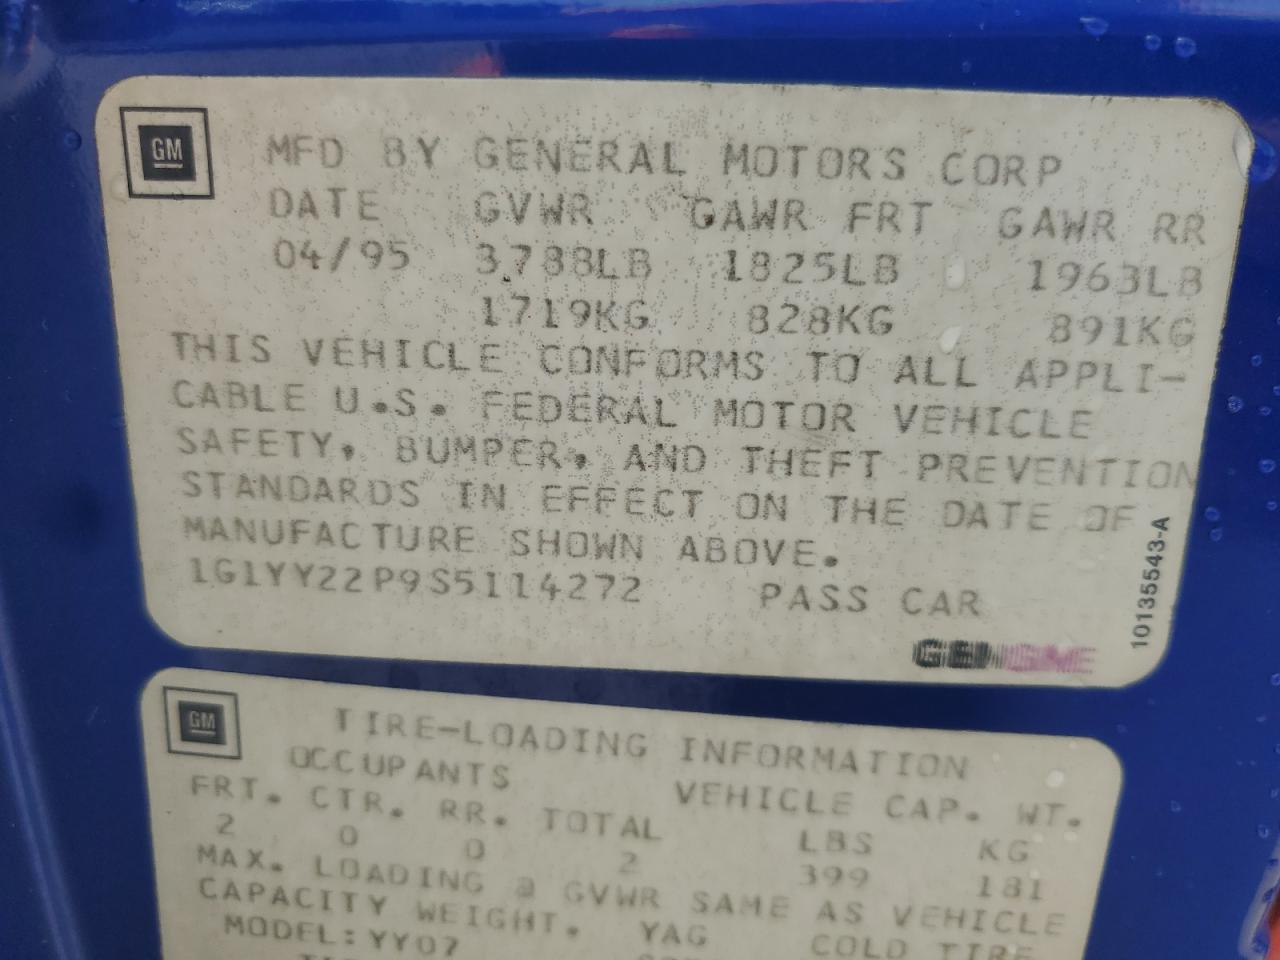 GM
MFD BY GENERAL MOTORS CORP
DATE GVWR GAWR FRT GAWR RR
04/95 3788LB 1825LB 1963LB
1719KG 828KG 891KG
THIS VEHICLE CONFORMS TO ALL APPLI-
CABLE U.S. FEDERAL MOTOR VEHICLE
SAFETY, BUMPER, AND THEFT PREVENTION
STANDARDS IN EFFECT ON THE DATE OF
MANUFACTURE SHOWN ABOVE.
1G1YY22P9S5114272 PASS CAR
10135543-A
GM
TIRE-LOADING INFORMATION
OCCUPANTS VEHICLE CAP. WT.
FRT. CTR. RR. TOTAL LBS KG
2 0 0 2 399 181
MAX. LOADING @ GVWR SAME AS VEHICLE
CAPACITY WEIGHT. YAG COLD TIRE
MODEL:YY07